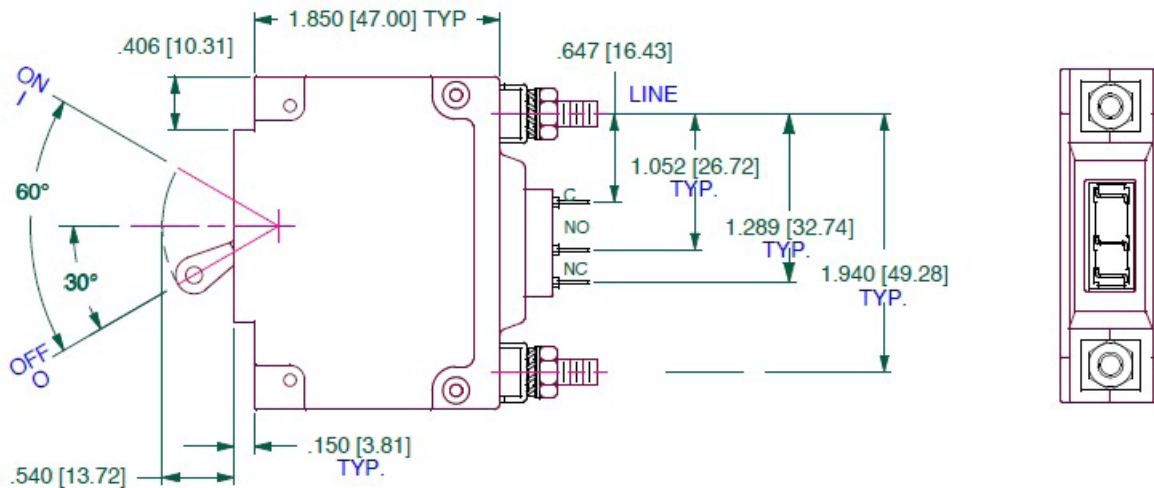 1.850 [47.00] TYP
.406 [10.31]
.647 [16.43]
ON
I
LINE
60°
1.052 [26.72]
TYP.
C
NO
1.289 [32.74]
TYP.
30°
NC
1.940 [49.28]
TYP.
OFF
O
.150 [3.81]
TYP.
.540 [13.72]